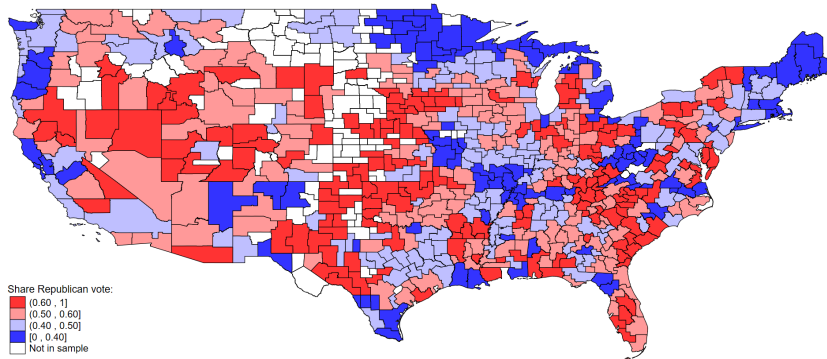 Share Republican vote:
(0.60 , 1]
(0.50 , 0.60]
(0.40 , 0.50]
[0 , 0.40]
Not in sample